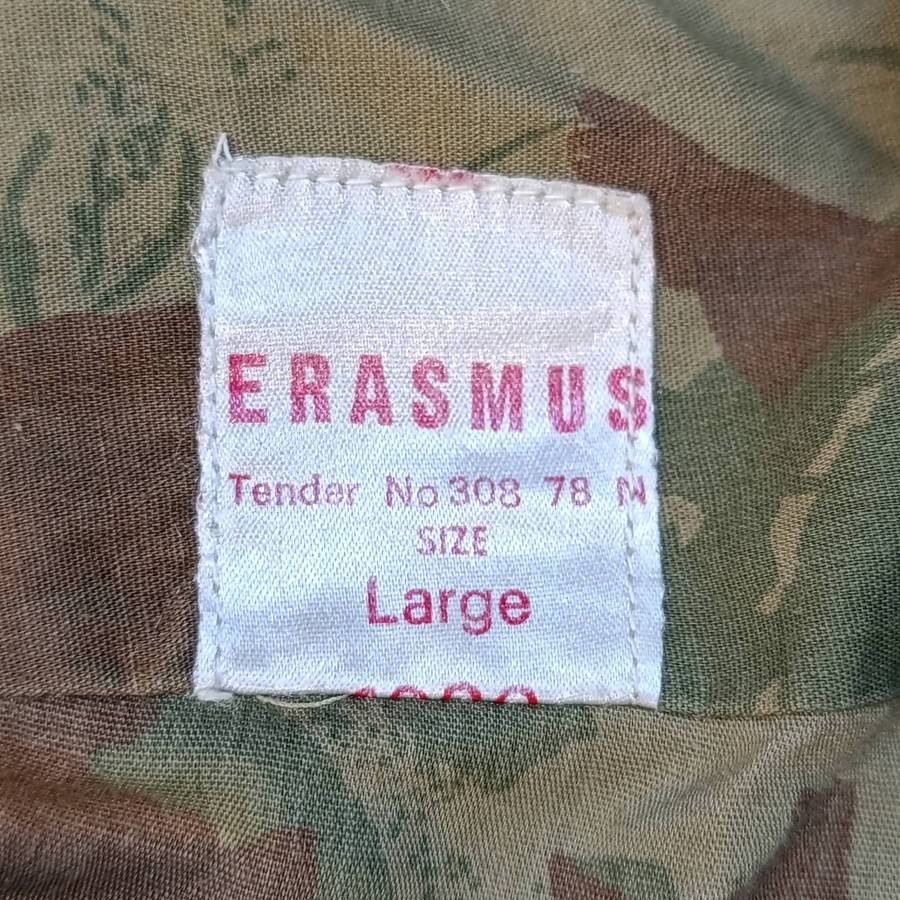 ERASMUS
Tender No 308 78 N
SIZE
Large